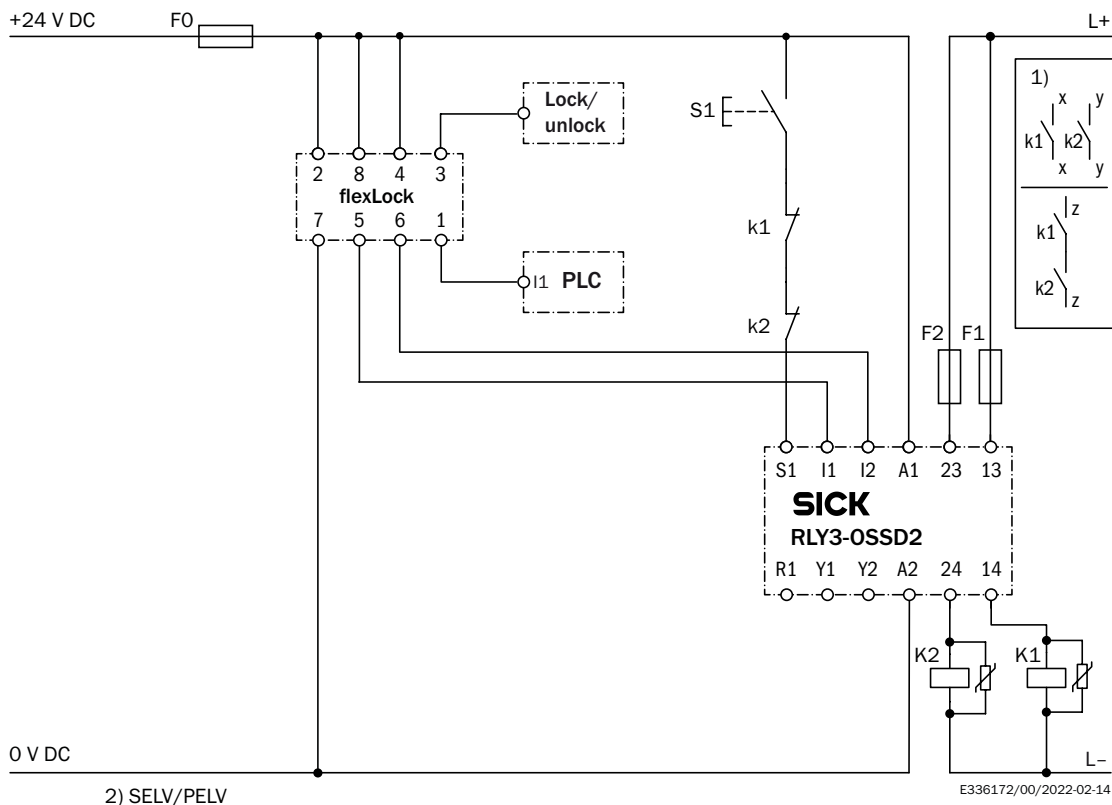 +24 V DC F0 L+
1)
x y
k1 k2
x y
z
k1
k2
z
Lock/
unlock
S1
2 8 4 3
flexLock
7 5 6 1
k1
I1 PLC
k2
F2 F1
S1 I1 I2 A1 23 13
SICK
RLY3-OSSD2
R1 Y1 Y2 A2 24 14
K2 K1
0 V DC L–
2) SELV/PELV
E336172/00/2022-02-14